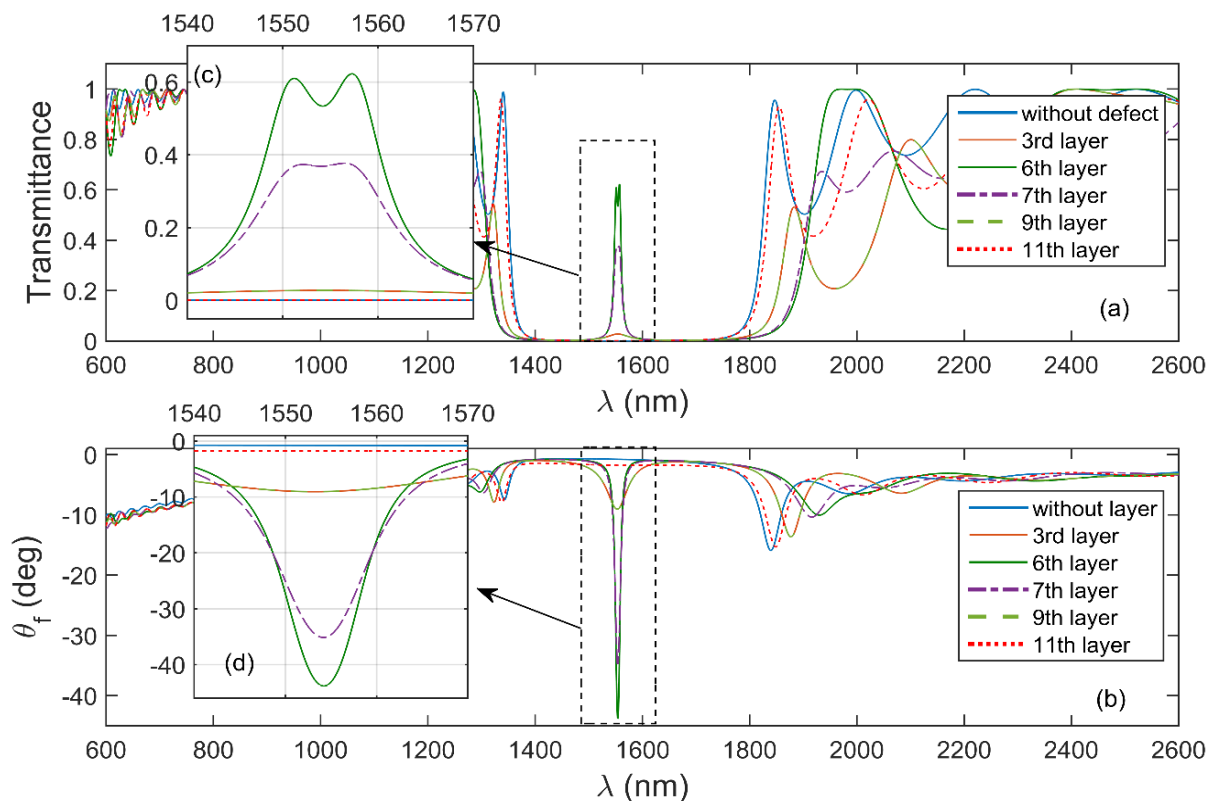 1540 1550 1560 1570
(c)
0.6
0.4
0.2
0
Transmittance
1
0.8
0.6
0.4
0.2
0
without defect
3rd layer
6th layer
7th layer
9th layer
11th layer
(a)
600 800 1000 1200 1400 1600 1800 2000 2200 2400 2600
λ (nm)
1540 1550 1560 1570
0
-10
-20
-30
-40
(d)
θf (deg)
0
-10
-20
-30
-40
without layer
3rd layer
6th layer
7th layer
9th layer
11th layer
(b)
600 800 1000 1200 1400 1600 1800 2000 2200 2400 2600
λ (nm)